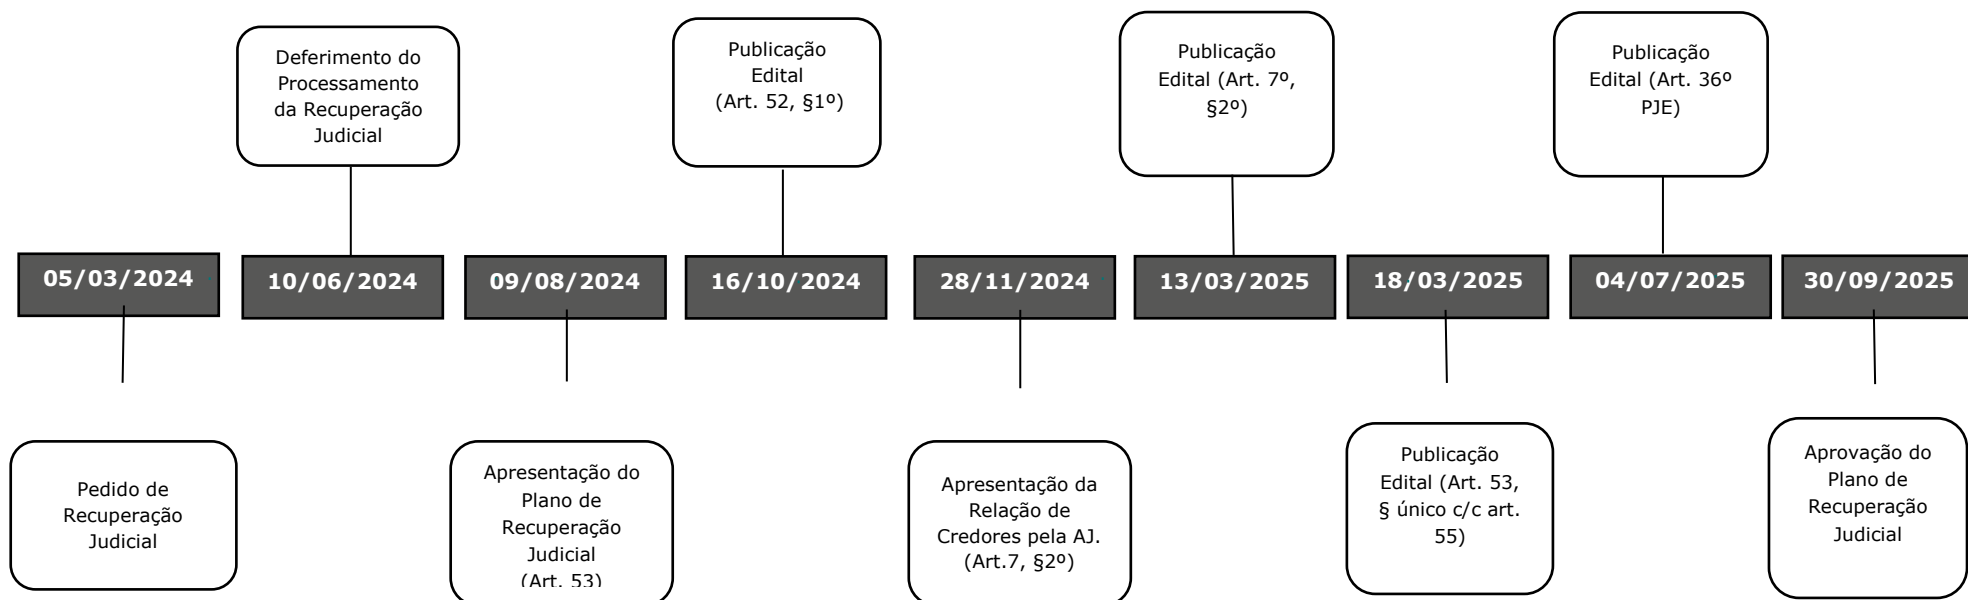 Deferimento do
Processamento
da Recuperação
Judicial
Publicação
Edital
(Art. 52, §1º)
Publicação
Edital (Art. 7º,
§2º)
Publicação
Edital (Art. 36º
PJE)
05/03/2024
10/06/2024
09/08/2024
16/10/2024
28/11/2024
13/03/2025
18/03/2025
04/07/2025
30/09/2025
Pedido de
Recuperação
Judicial
Apresentação do
Plano de
Recuperação
Judicial
(Art. 53)
Apresentação da
Relação de
Credores pela AJ.
(Art.7, §2º)
Publicação
Edital (Art. 53,
§ único c/c art.
55)
Aprovação do
Plano de
Recuperação
Judicial